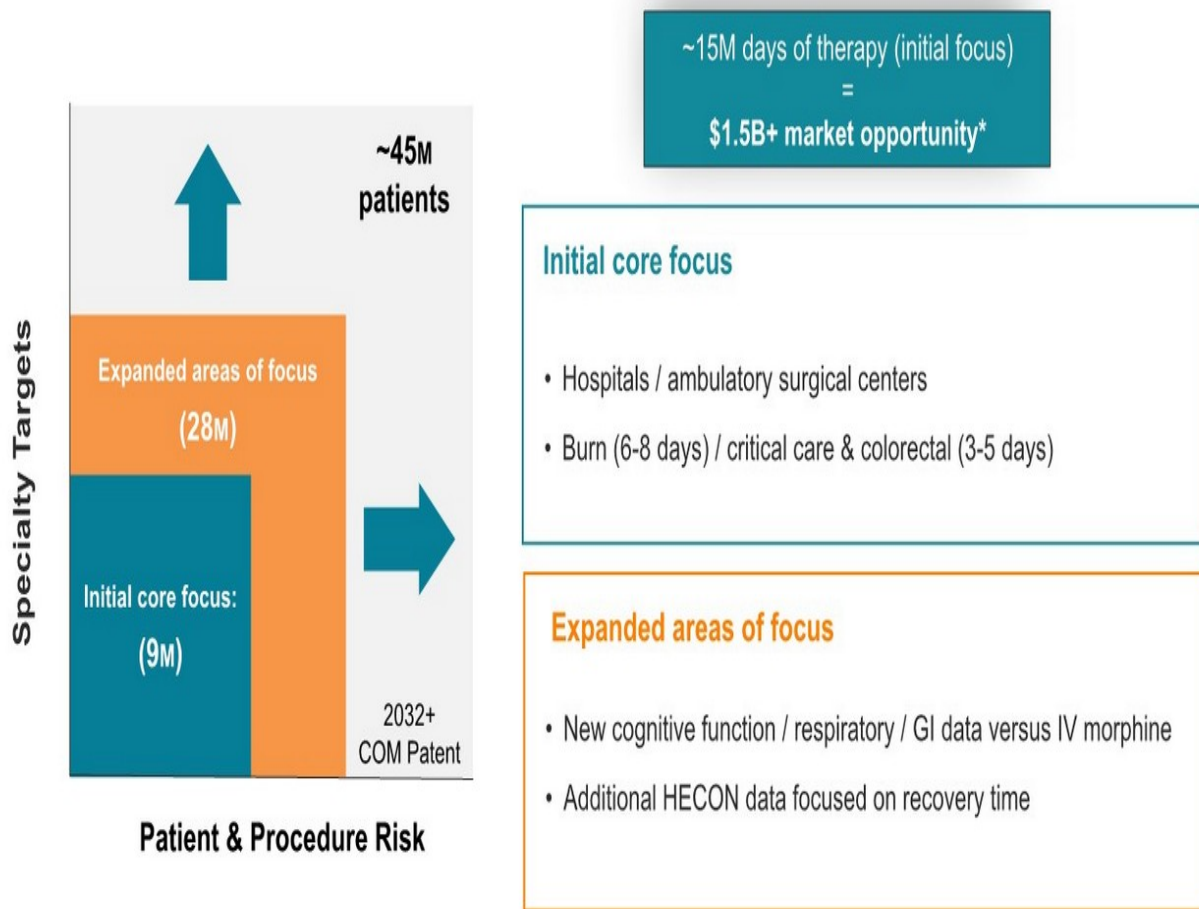 ~15M days of therapy (initial focus)
=
$1.5B+ market opportunity*
~45M
patients
Expanded areas of focus
(28M)
Initial core focus:
(9M)
2032+
COM Patent
Specialty Targets
Patient & Procedure Risk
Initial core focus
• Hospitals / ambulatory surgical centers
• Burn (6-8 days) / critical care & colorectal (3-5 days)
Expanded areas of focus
• New cognitive function / respiratory / GI data versus IV morphine
• Additional HECON data focused on recovery time